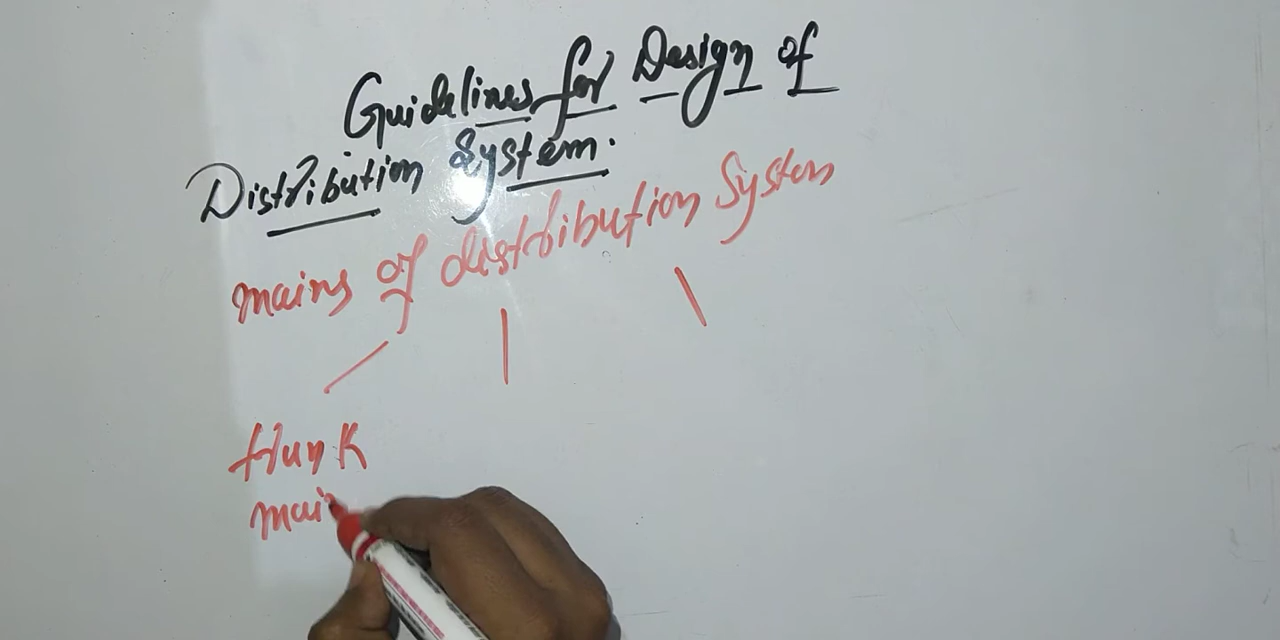 Guidelines for Design of
Distribution System.
mains of distribution System
trunk
mai